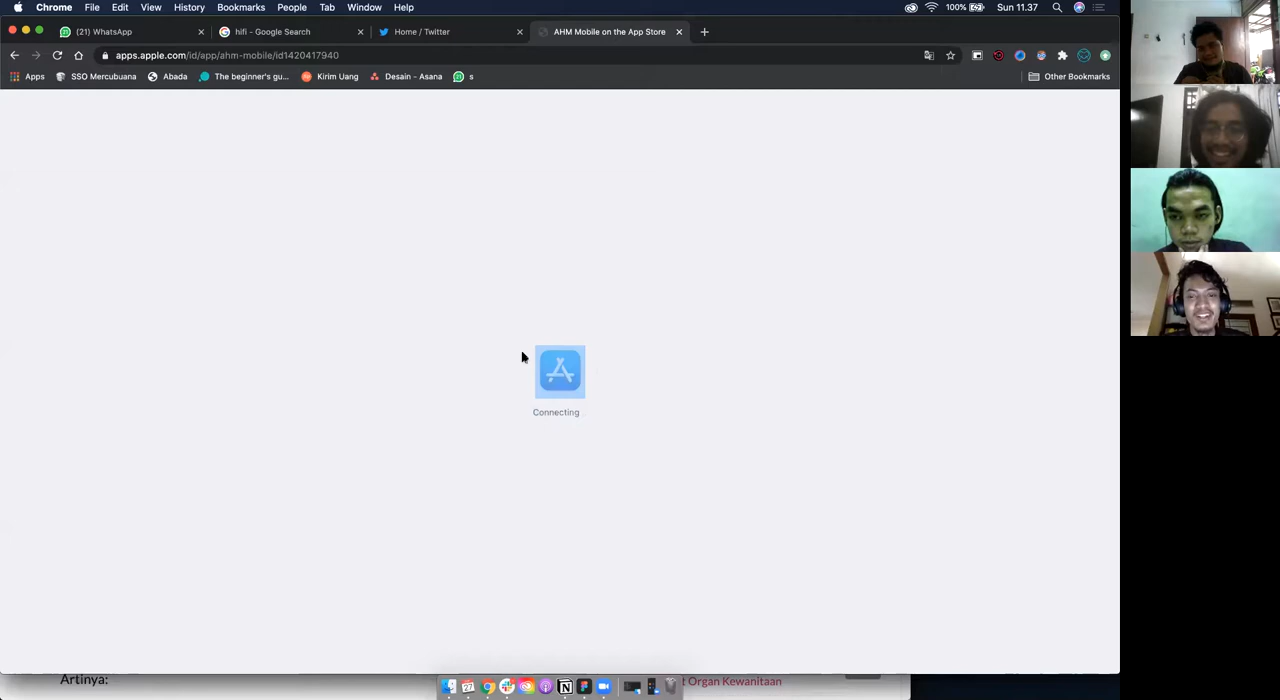 Chrome File Edit View History Bookmarks People Tab Window Help 100% Sun 11.37
(21) WhatsApp hifi - Google Search Home / Twitter AHM Mobile on the App Store
apps.apple.com/id/app/ahm-mobile/id1420417940
Apps SSO Mercubuana Abada The beginner's gu... Kirim Uang Desain - Asana s Other Bookmarks
Connecting
Artinya: Organ Kewanitaan